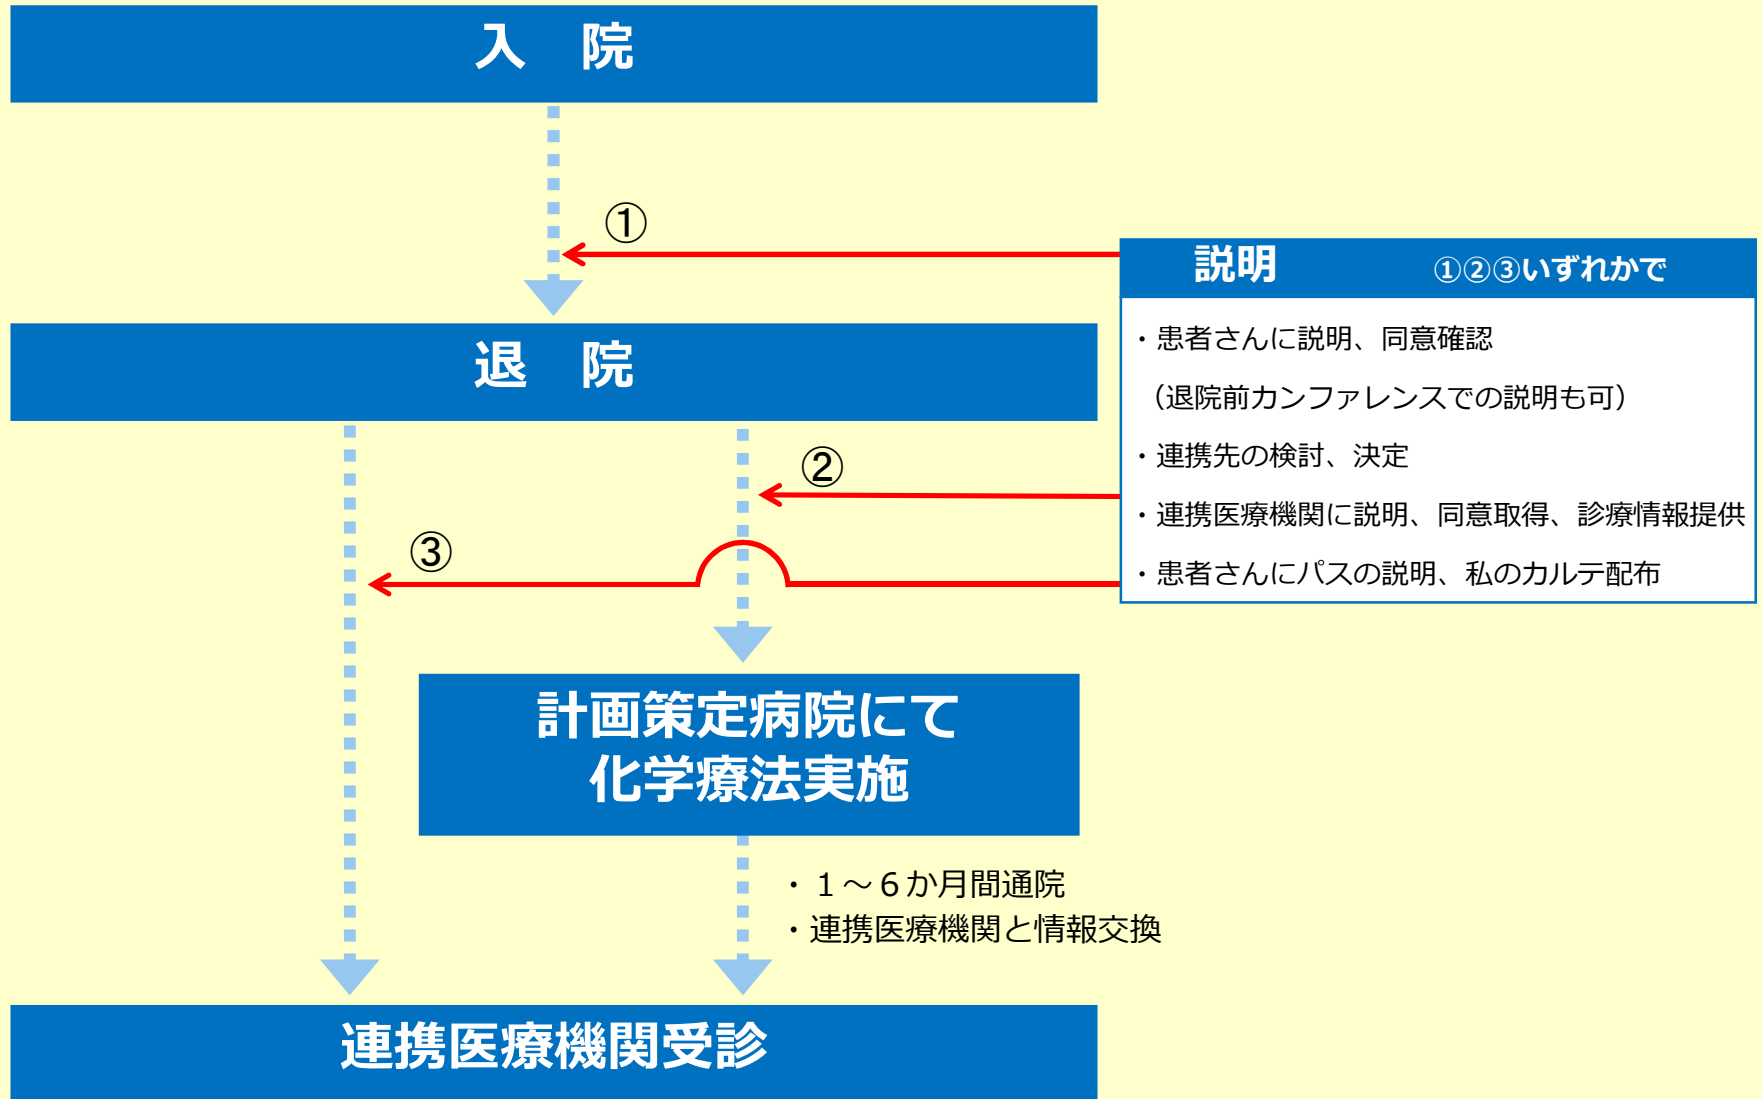 入　院
①
説明　①②③いずれかで
・患者さんに説明、同意確認
（退院前カンファレンスでの説明も可）
・連携先の検討、決定
・連携医療機関に説明、同意取得、診療情報提供
・患者さんにパスの説明、私のカルテ配布
退　院
②
③
計画策定病院にて
化学療法実施
・１～６か月間通院
・連携医療機関と情報交換
連携医療機関受診